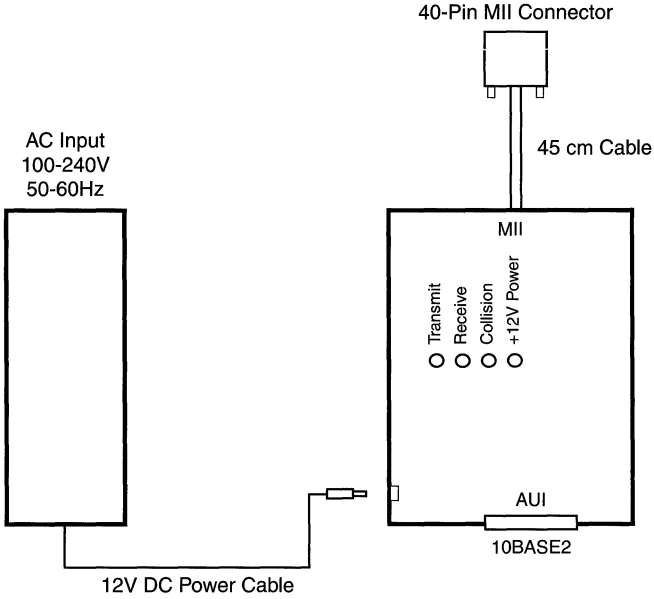 40-Pin MII Connector
45 cm Cable
AC Input
100-240V
50-60Hz
MII
Transmit
Receive
Collision
+12V Power
AUI
10BASE2
12V DC Power Cable